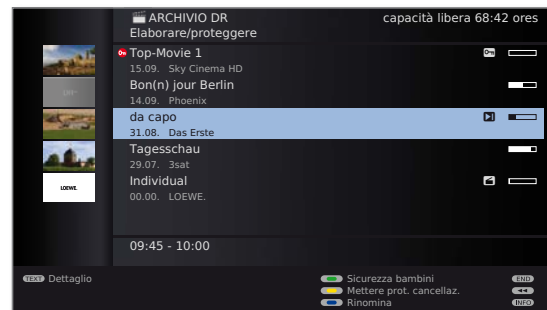 ARCHIVIO DR capacità libera 68:42 ores
Elaborare/proteggere
Top-Movie 1
15.09. Sky Cinema HD
Bon(n) jour Berlin
14.09. Phoenix
da capo
31.08. Das Erste
Tagesschau
29.07. 3sat
Individual
00.00. LOEWE.
LOEWE.
09:45 - 10:00
TEXT Dettaglio
Sicurezza bambini END
Mettere prot. cancellaz.
Rinomina INFO